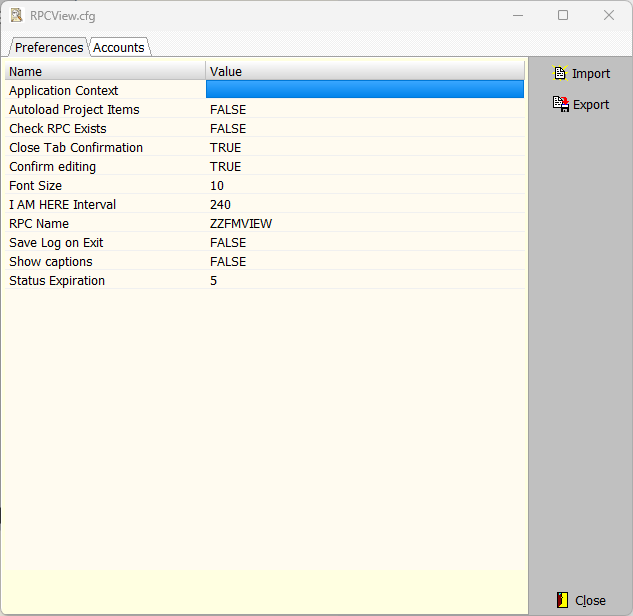 RPCView.cfg
Preferences Accounts
Name Value
Application Context
Autoload Project Items FALSE
Check RPC Exists FALSE
Close Tab Confirmation TRUE
Confirm editing TRUE
Font Size 10
I AM HERE Interval 240
RPC Name ZZFMVIEW
Save Log on Exit FALSE
Show captions FALSE
Status Expiration 5
Import
Export
Close